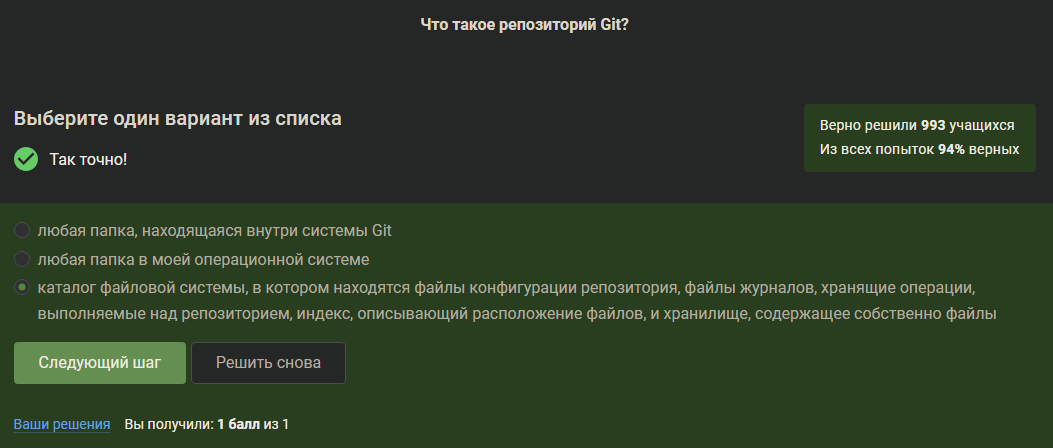 Что такое репозиторий Git?
Выберите один вариант из списка
Так точно!
Верно решили 993 учащихся
Из всех попыток 94% верных
любая папка, находящаяся внутри системы Git
любая папка в моей операционной системе
каталог файловой системы, в котором находятся файлы конфигурации репозитория, файлы журналов, хранящие операции,
выполняемые над репозиторием, индекс, описывающий расположение файлов, и хранилище, содержащее собственно файлы
Следующий шаг
Решить снова
Ваши решения Вы получили: 1 балл из 1